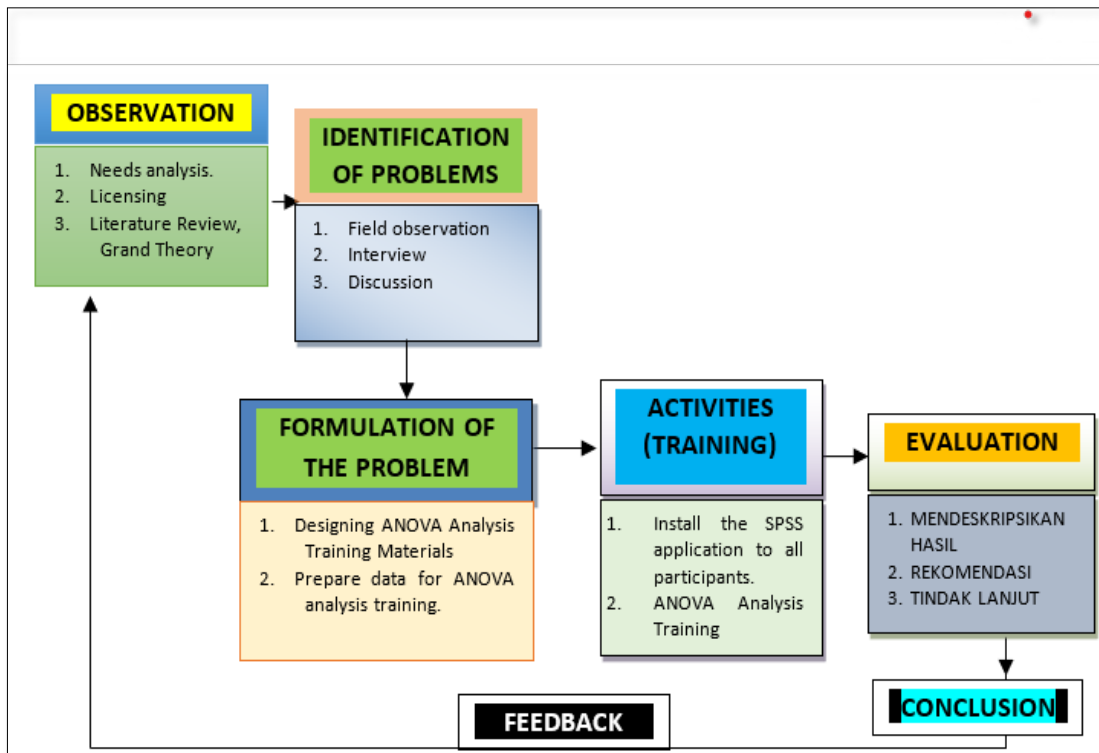 OBSERVATION
1. Needs analysis.
2. Licensing
3. Literature Review,
Grand Theory
IDENTIFICATION
OF PROBLEMS
1. Field observation
2. Interview
3. Discussion
FORMULATION OF
THE PROBLEM
1. Designing ANOVA Analysis
Training Materials
2. Prepare data for ANOVA
analysis training.
ACTIVITIES
(TRAINING)
1. Install the SPSS
application to all
participants.
2. ANOVA Analysis
Training
EVALUATION
1. MENDESKRIPSIKAN
HASIL
2. REKOMENDASI
3. TINDAK LANJUT
CONCLUSION
FEEDBACK